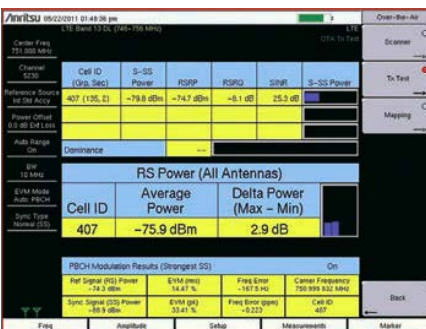 Anritsu 05/22/2011 01:49:36 pm
Over-the-Air
LTE Band 13 DL (746-756 MHz)
LTE
OTA Tx Test
Center Freq
751.000 MHz
Channel
5230
Reference Source
Int Std Accy
Power Offset
0.0 dB Ext Loss
Auto Range
On
BW
10 MHz
EVM Mode
Auto: PBCH
Sync Type
Normal (SS)
Cell ID
(Grp, Sec)
S-SS
Power
RSRP
RSRQ
SINR
S-SS Power
407 (135, 2)
-79.8 dBm
-74.7 dBm
-8.1 dB
25.3 dB
Dominance
--
RS Power (All Antennas)
Cell ID
Average
Power
Delta Power
(Max - Min)
407
-75.9 dBm
2.9 dB
PBCH Modulation Results (Strongest SS)
On
Ref Signal (RS) Power
-74.3 dBm
EVM (rms)
14.47 %
Freq Error
-167.5 Hz
Carrier Frequency
750.999 832 MHz
Sync Signal (SS) Power
EVM (pk)
33.41 %
Freq Error (ppm)
-0.223
Cell ID
407
Scanner
Tx Test
Mapping
Back
Freq
Amplitude
Setup
Measurements
Marker